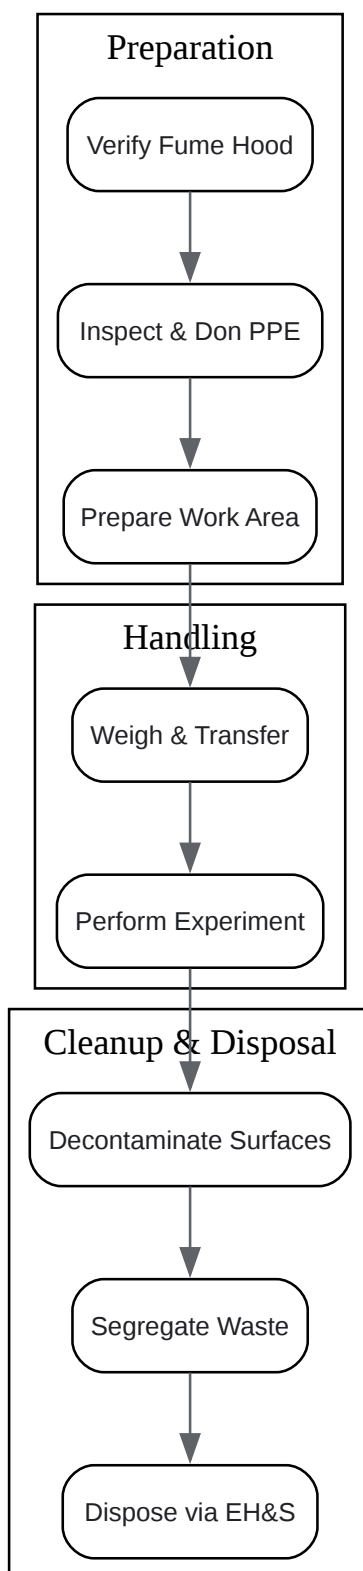 Preparation
Verify Fume Hood
Inspect & Don PPE
Prepare Work Area
Handling
Weigh & Transfer
Perform Experiment
Cleanup & Disposal
Decontaminate Surfaces
Segregate Waste
Dispose via EH&S